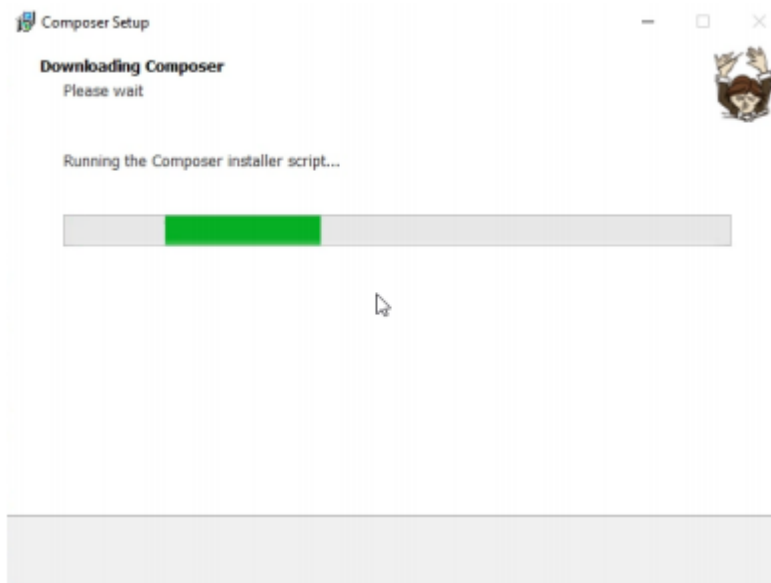 Composer Setup
Downloading Composer
Please wait
Running the Composer installer script...